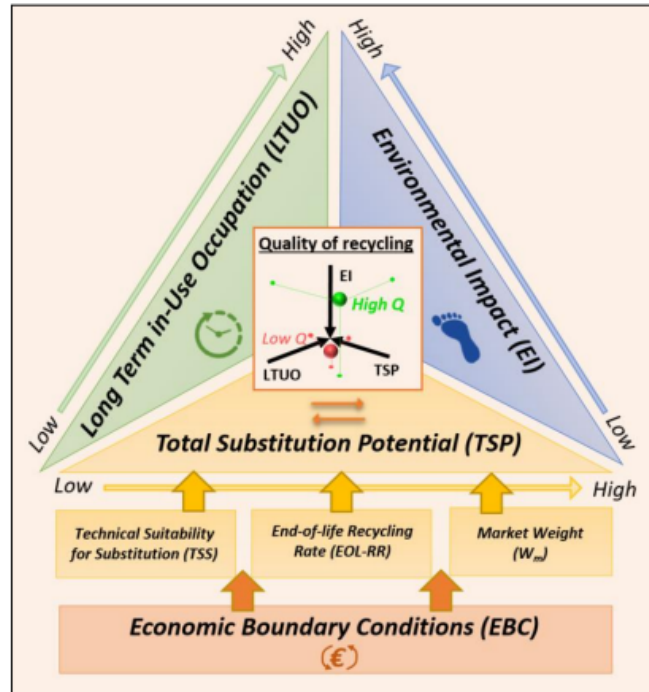 High
High
Long Term in-Use Occupation (LTUO)
Environmental Impact (EI)
Quality of recycling
EI
High Q
Low Q*
LTUO
TSP
Low
Low
Total Substitution Potential (TSP)
Low
High
Technical Suitability
for Substitution (TSS)
End-of-life Recycling
Rate (EOL-RR)
Market Weight
(Wm)
Economic Boundary Conditions (EBC)
€